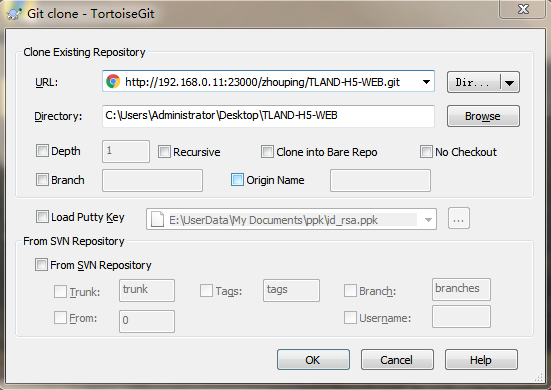 Git clone - TortoiseGit
Clone Existing Repository
URL: http://192.168.0.11:23000/zhouping/TLAND-H5-WEB.git Dir...
Directory: C:\Users\Administrator\Desktop\TLAND-H5-WEB Browse
Depth 1 Recursive Clone into Bare Repo No Checkout
Branch Origin Name
Load Putty Key E:\UserData\My Documents\ppk\id_rsa.ppk ...
From SVN Repository
From SVN Repository
Trunk: trunk Tags: tags Branch: branches
From: 0 Username:
OK Cancel Help